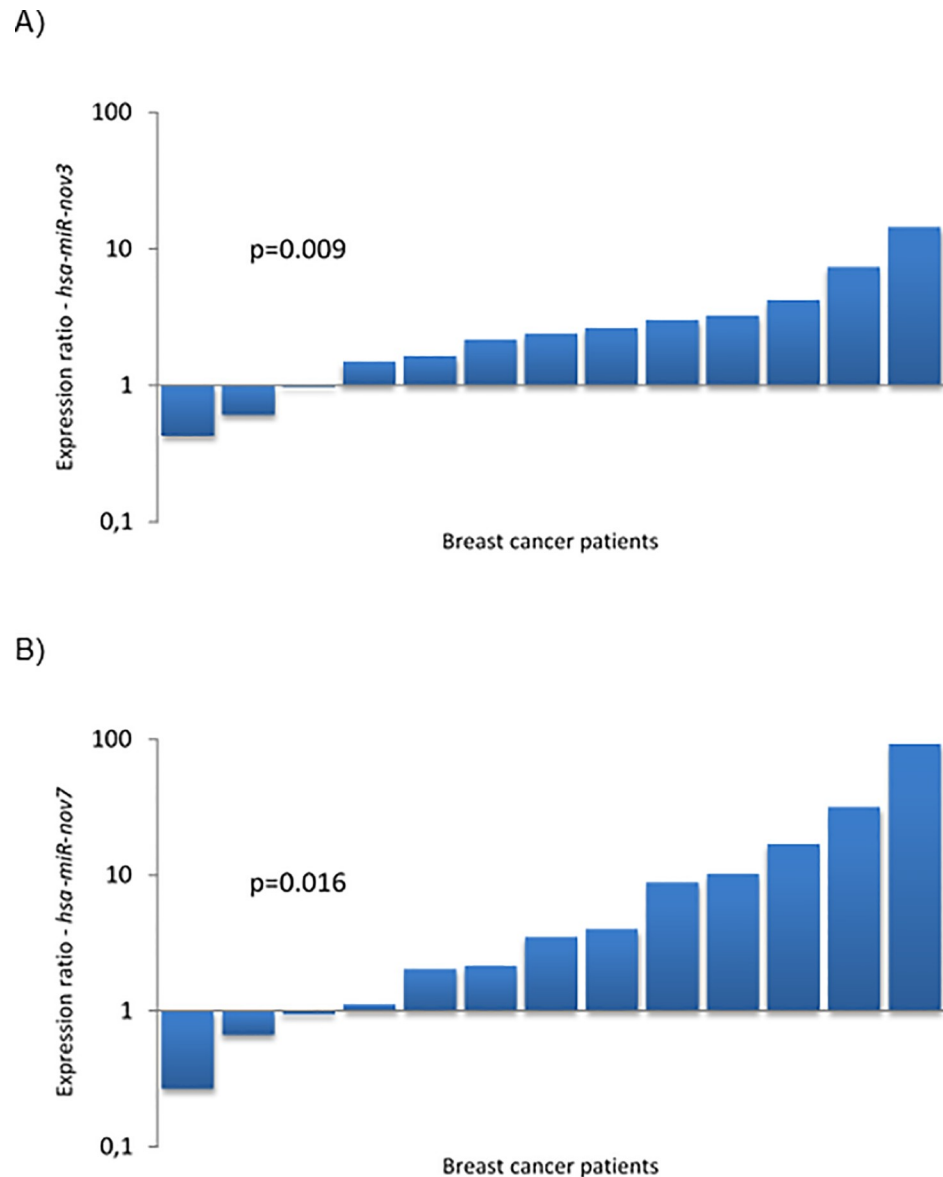 A)
100
10
1
0,1
Expression ratio - hsa-miR-nov3
p=0.009
Breast cancer patients
B)
100
10
1
0,1
Expression ratio - hsa-miR-nov7
p=0.016
Breast cancer patients